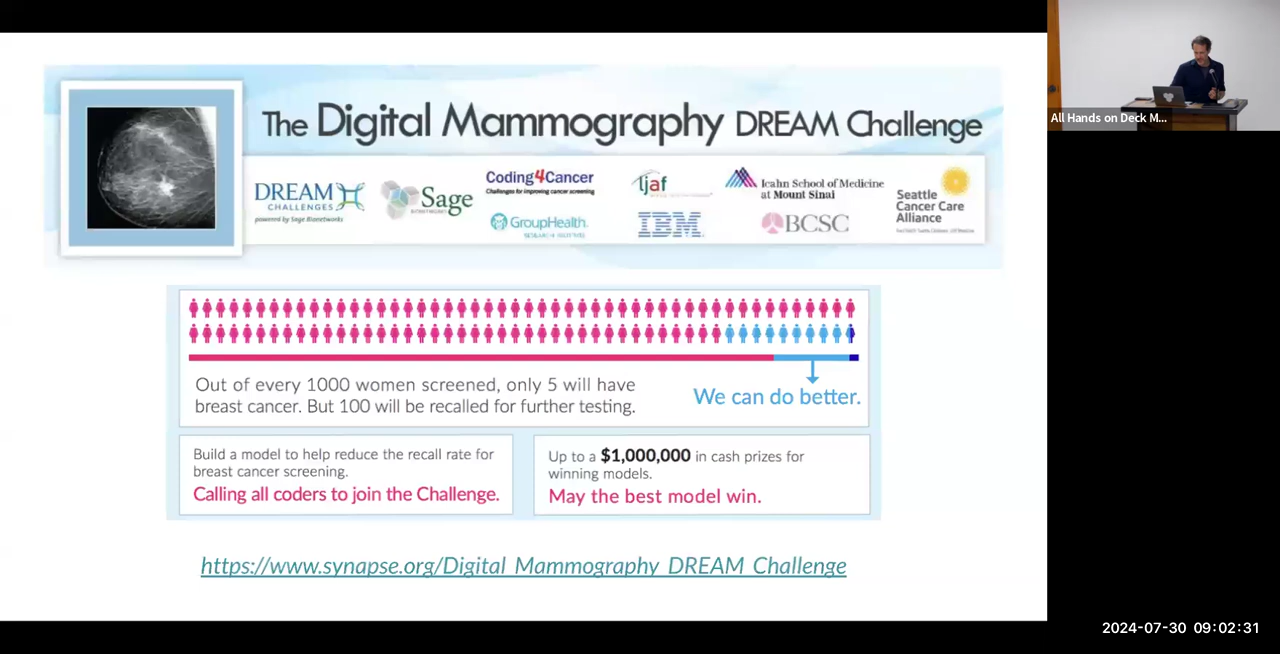 The Digital Mammography DREAM Challenge
DREAM
CHALLENGES
powered by Sage Bionetworks
Sage
BIONETWORKS
Coding4Cancer
Challenges for improving cancer screening
GroupHealth
RESEARCH INSTITUTE
ljaf
IBM
Icahn School of Medicine
at Mount Sinai
BCSC
Seattle
Cancer Care
Alliance
Out of every 1000 women screened, only 5 will have
breast cancer. But 100 will be recalled for further testing.
We can do better.
Build a model to help reduce the recall rate for
breast cancer screening.
Calling all coders to join the Challenge.
Up to a $1,000,000 in cash prizes for
winning models.
May the best model win.
https://www.synapse.org/Digital_Mammography_DREAM_Challenge
All Hands on Deck M...
2024-07-30 09:02:31